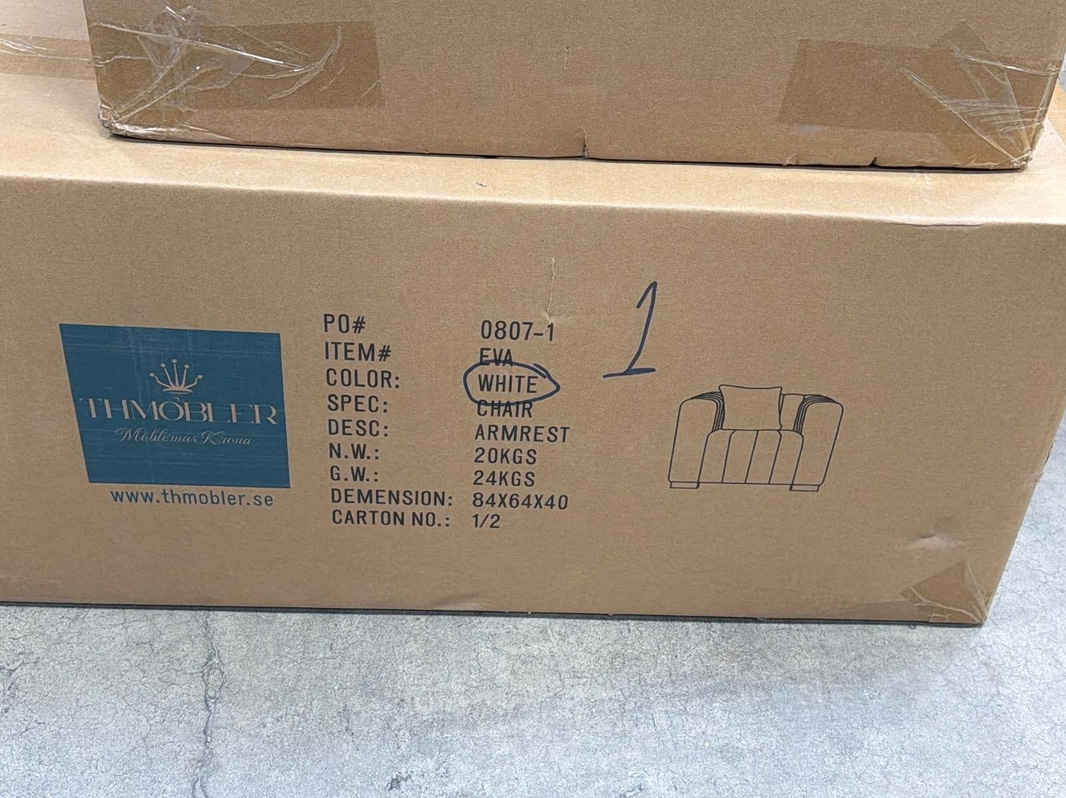 THMÖBLER
Möblernas Krona
www.thmobler.se
PO# 0807-1
ITEM# EVA
COLOR: WHITE
SPEC: CHAIR
DESC: ARMREST
N.W.: 20KGS
G.W.: 24KGS
DEMENSION: 84X64X40
CARTON NO.: 1/2
1